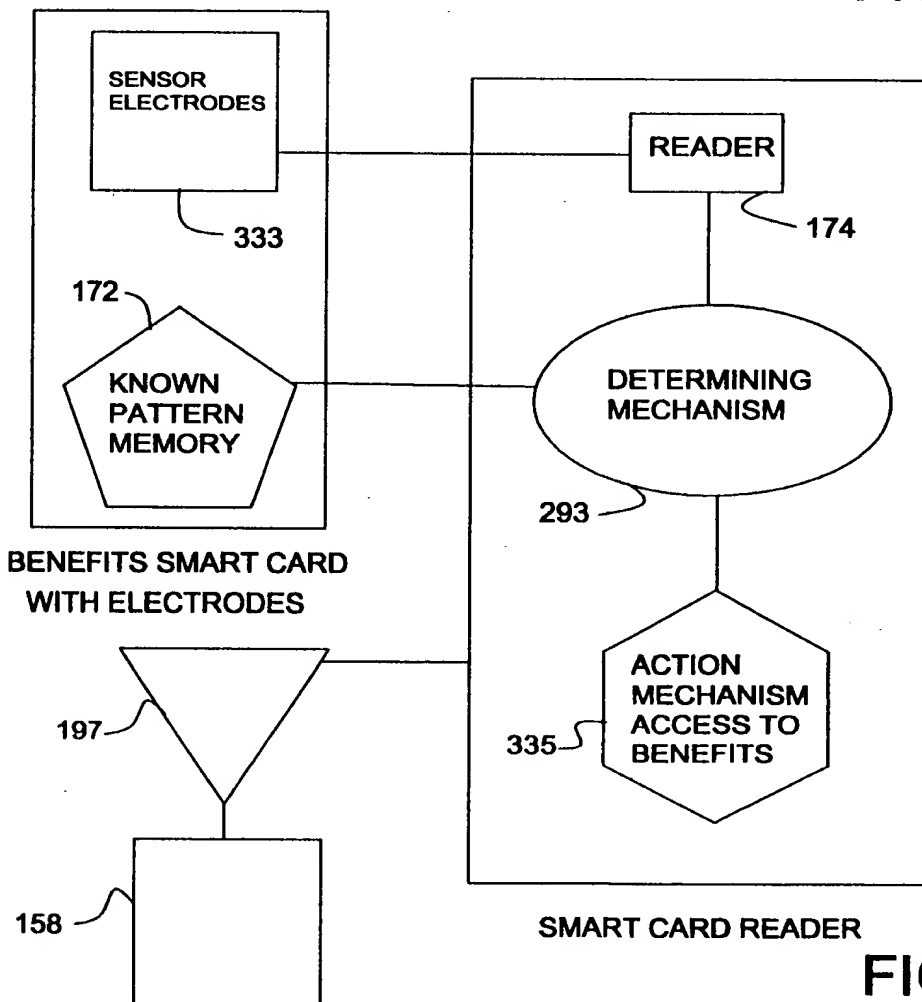 SENSOR
ELECTRODES
333
172
KNOWN
PATTERN
MEMORY
BENEFITS SMART CARD
WITH ELECTRODES
READER
174
DETERMINING
MECHANISM
293
ACTION
MECHANISM
ACCESS TO
BENEFITS
335
197
158
SMART CARD READER
FIG